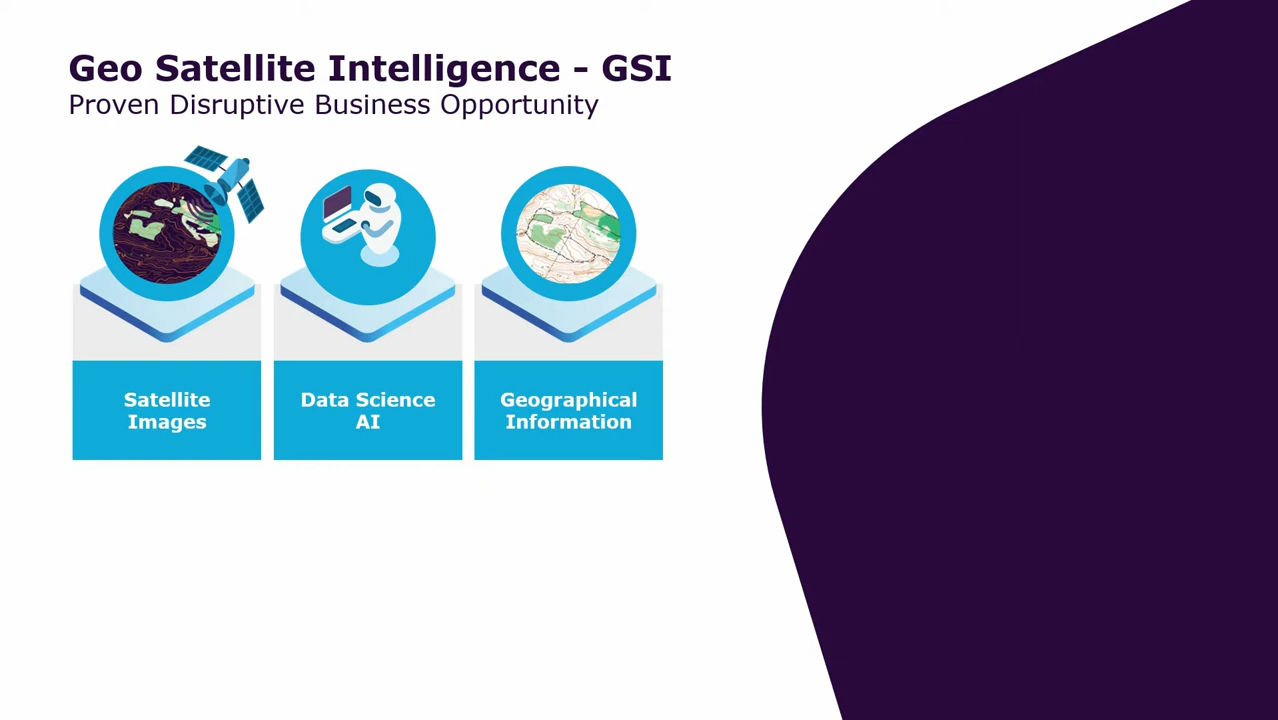 Geo Satellite Intelligence - GSI
Proven Disruptive Business Opportunity
Satellite
Images
Data Science
AI
Geographical
Information